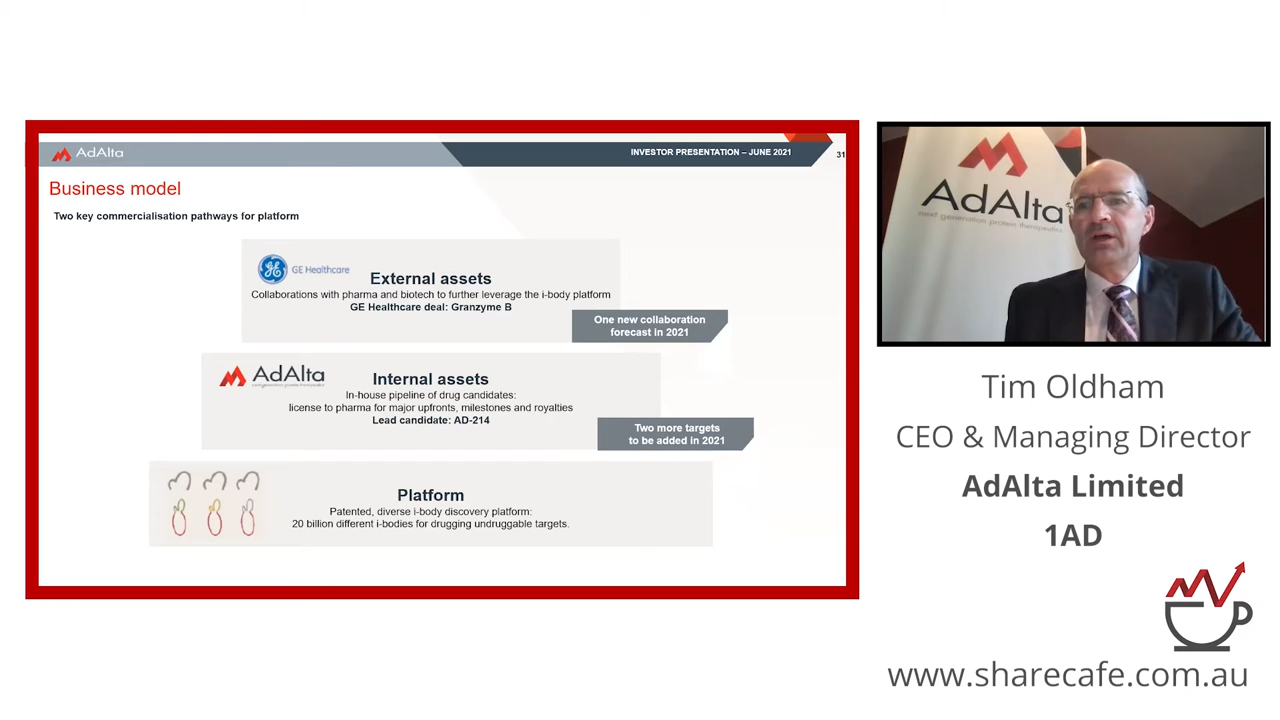 AdAlta
INVESTOR PRESENTATION – JUNE 2021
31
Business model
Two key commercialisation pathways for platform
GE Healthcare
External assets
Collaborations with pharma and biotech to further leverage the i-body platform
GE Healthcare deal: Granzyme B
One new collaboration
forecast in 2021
AdAlta
next generation protein therapeutics
Internal assets
In-house pipeline of drug candidates:
license to pharma for major upfronts, milestones and royalties
Lead candidate: AD-214
Two more targets
to be added in 2021
Platform
Patented, diverse i-body discovery platform:
20 billion different i-bodies for drugging undruggable targets.
AdAlta
next generation protein therapeutics
Tim Oldham
CEO & Managing Director
AdAlta Limited
1AD
www.sharecafe.com.au